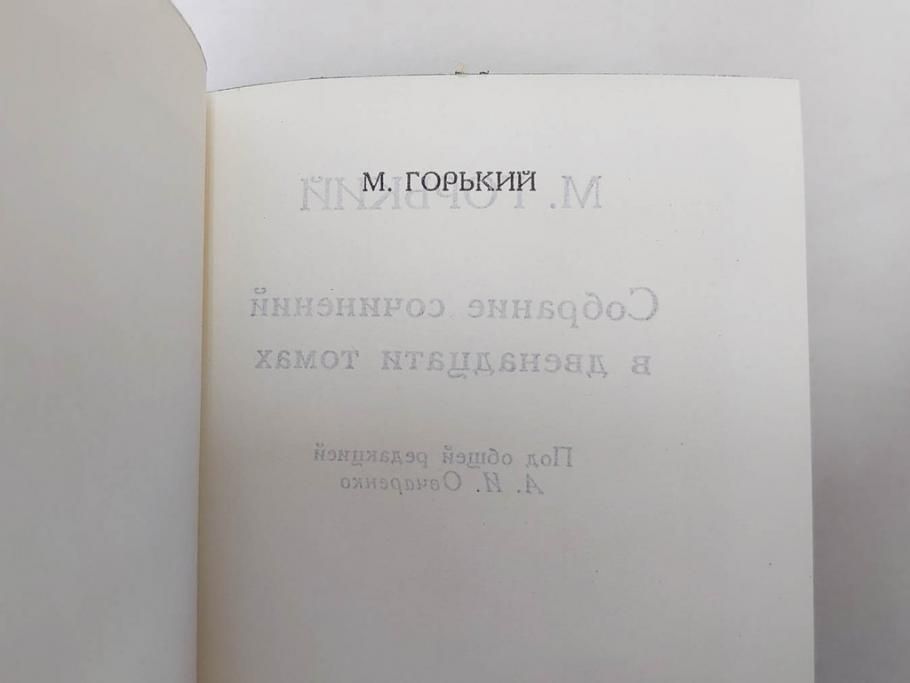 М. ГОРЬКИЙ
М. ГОРЬКИЙ
Собрание сочинений
в двенадцати томах
Под общей редакцией
А. И. Овчаренко